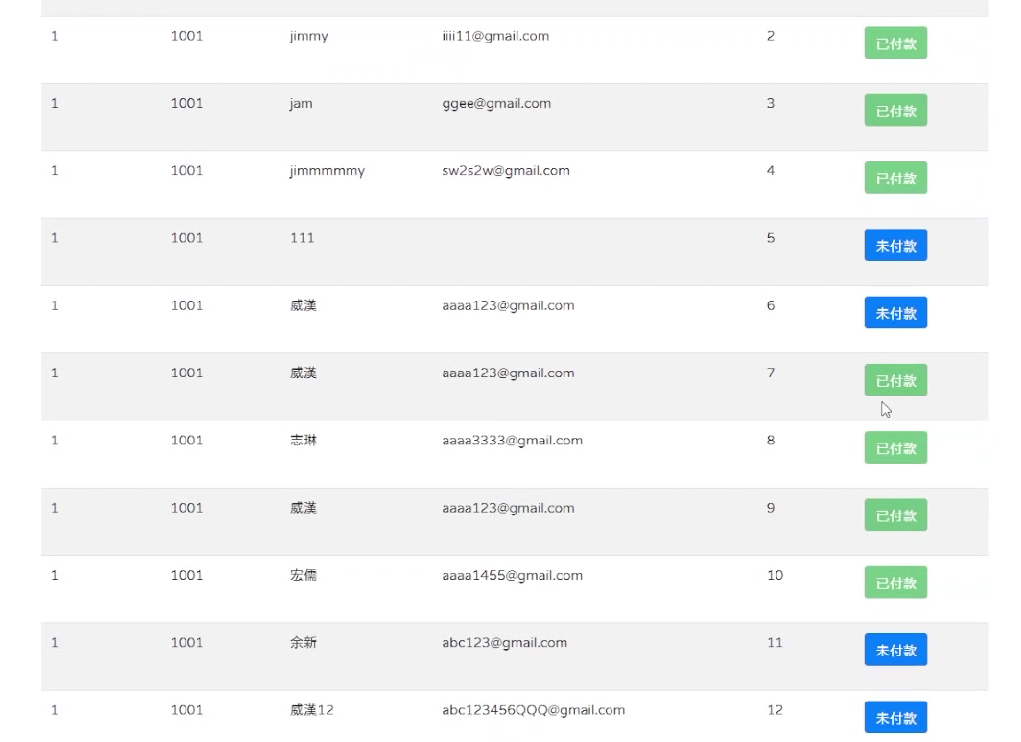 1 1001 jimmy iiii11@gmail.com 2 已付款
1 1001 jam ggee@gmail.com 3 已付款
1 1001 jimmmmmy sw2s2w@gmail.com 4 已付款
1 1001 111 5 未付款
1 1001 威漢 aaaa123@gmail.com 6 未付款
1 1001 威漢 aaaa123@gmail.com 7 已付款
1 1001 志琳 aaaa3333@gmail.com 8 已付款
1 1001 威漢 aaaa123@gmail.com 9 已付款
1 1001 宏儒 aaaa1455@gmail.com 10 已付款
1 1001 余新 abc123@gmail.com 11 未付款
1 1001 威漢12 abc123456QQQ@gmail.com 12 未付款